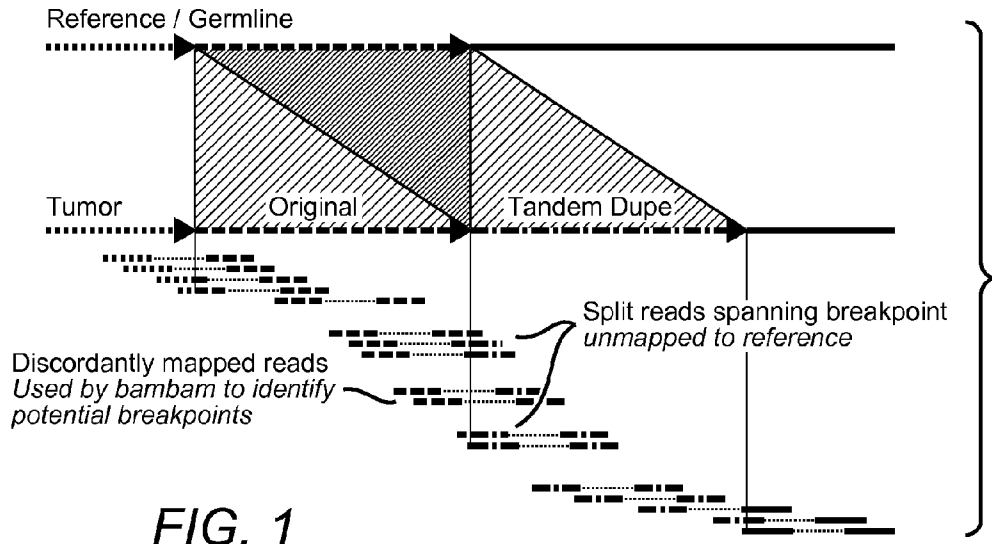 Reference / Germline
Tumor
Original
Tandem Dupe
Split reads spanning breakpoint
unmapped to reference
Discordantly mapped reads
Used by bambam to identify
potential breakpoints
FIG. 1